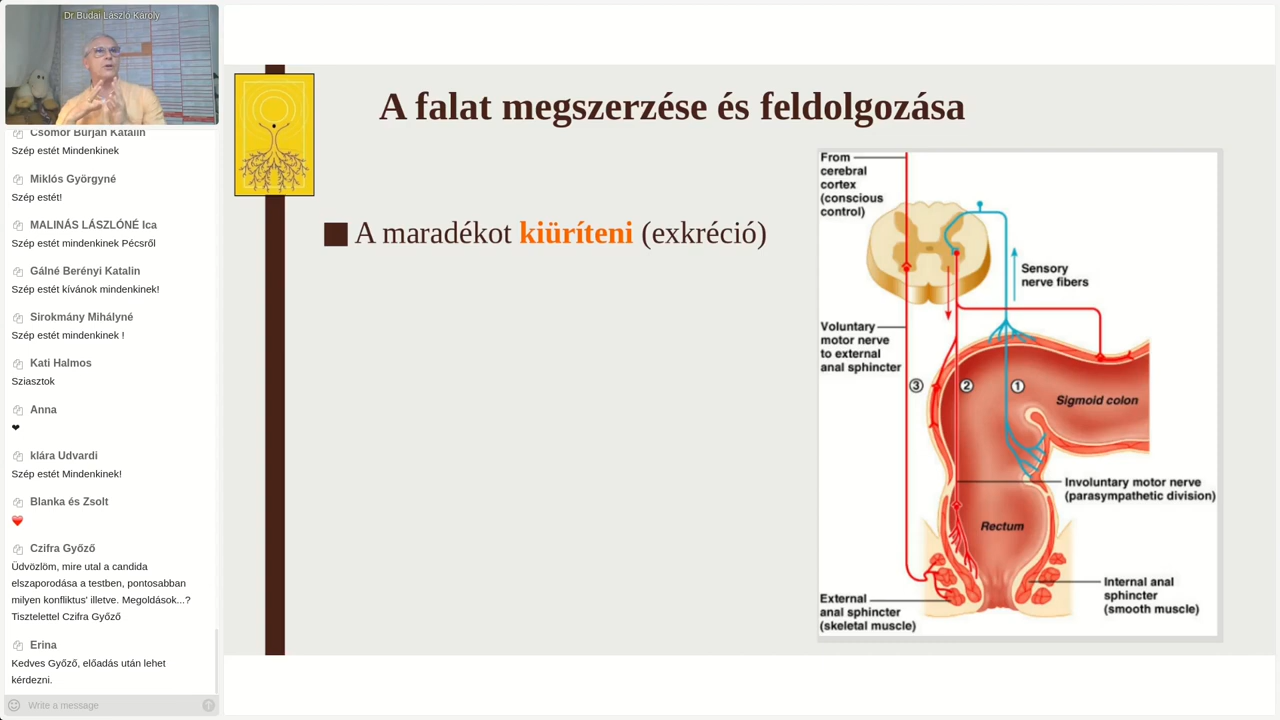 Dr Budai László Károly
Csomor Burján Katalin
Szép estét Mindenkinek
Miklós Györgyné
Szép estét!
MALINÁS LÁSZLÓNÉ Ica
Szép estét mindenkinek Pécsről
Gálné Berényi Katalin
Szép estét kívánok mindenkinek!
Sirokmány Mihályné
Szép estét mindenkinek !
Kati Halmos
Sziasztok
Anna
❤
klára Udvardi
Szép estét Mindenkinek!
Blanka és Zsolt
❤️
Czifra Győző
Üdvözlöm, mire utal a candida
elszaporodása a testben, pontosabban
milyen konfliktus' illetve. Megoldások...?
Tisztelettel Czifra Győző
Erina
Kedves Győző, előadás után lehet
kérdezni.
Write a message
A falat megszerzése és feldolgozása
A maradékot kiüríteni (exkréció)
From
cerebral
cortex
(conscious
control)
Sensory
nerve fibers
Voluntary
motor nerve
to external
anal sphincter
3
2
1
Sigmoid colon
Involuntary motor nerve
(parasympathetic division)
Rectum
Internal anal
sphincter
(smooth muscle)
External
anal sphincter
(skeletal muscle)